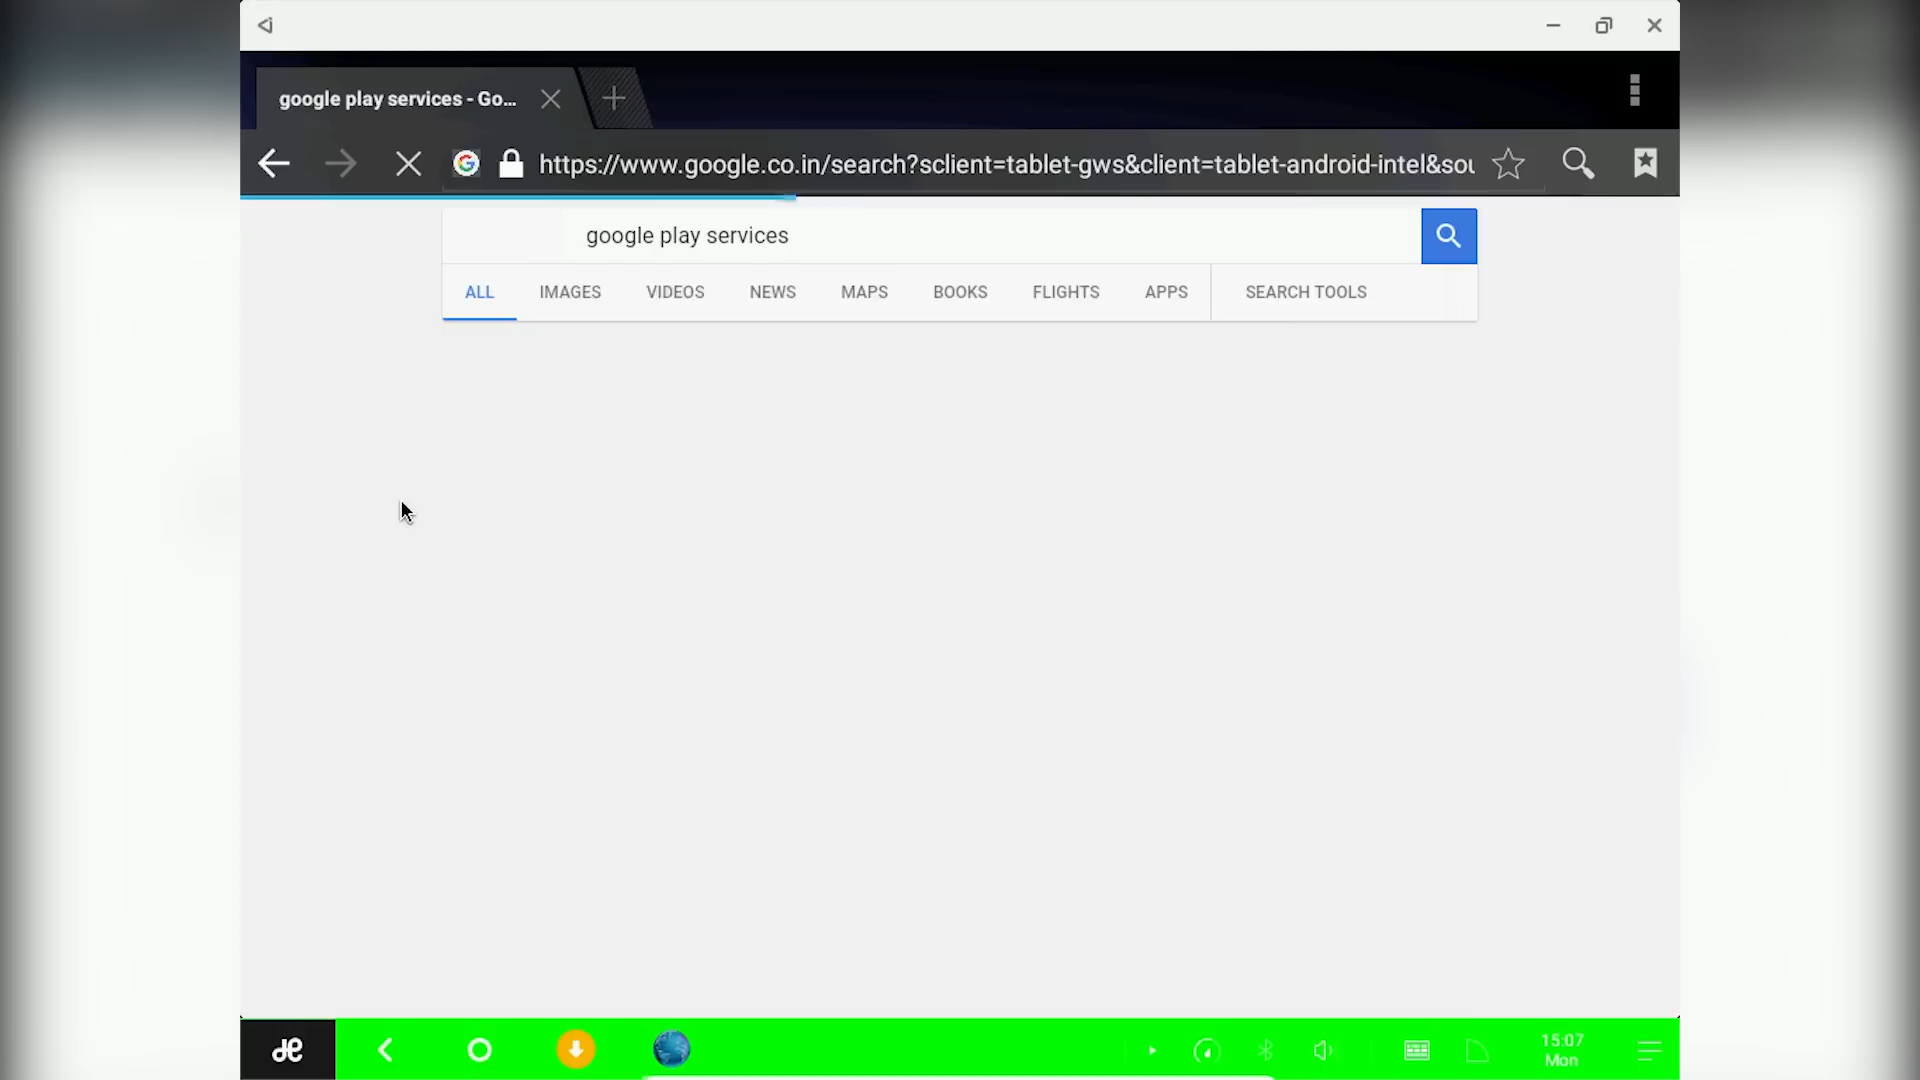 google play services - Go...
https://www.google.co.in/search?sclient=tablet-gws&client=tablet-android-intel&sou
google play services
ALL IMAGES VIDEOS NEWS MAPS BOOKS FLIGHTS APPS SEARCH TOOLS
15:07
Mon